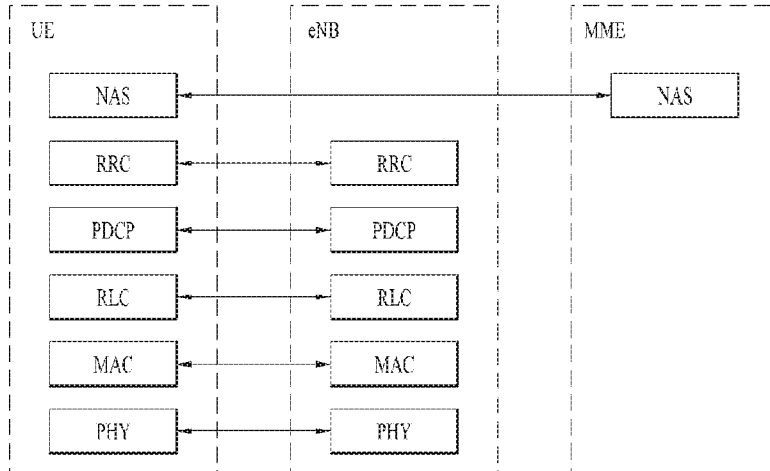 UE eNB MME
NAS NAS
RRC RRC
PDCP PDCP
RLC RLC
MAC MAC
PHY PHY